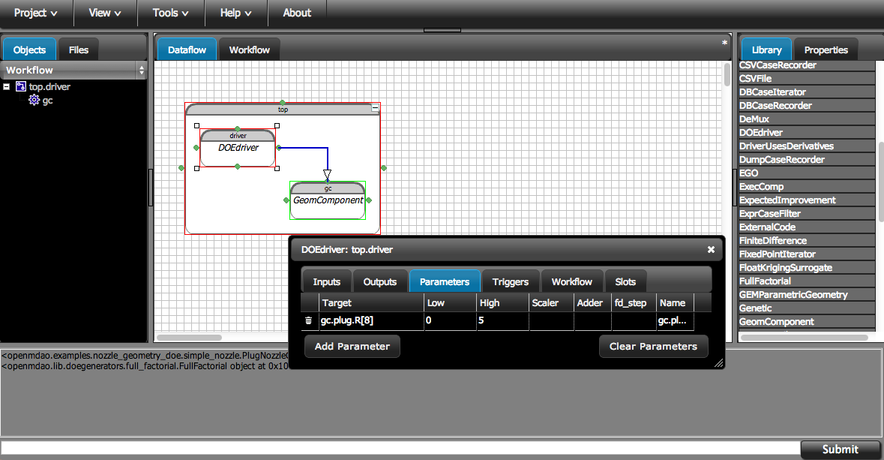 Project View Tools Help About
Objects Files
Workflow
top.driver
gc
Dataflow Workflow *
top
driver
DOEdriver
gc
GeomComponent
Library Properties
CSVCaseRecorder
CSVFile
DBCaseIterator
DBCaseRecorder
DeMux
DOEdriver
DriverUsesDerivatives
DumpCaseRecorder
EGO
ExecComp
ExpectedImprovement
ExprCaseFilter
ExternalCode
FiniteDifference
FixedPointIterator
FloatKrigingSurrogate
FullFactorial
GEMParametricGeometry
Genetic
GeomComponent
DOEdriver: top.driver
Inputs Outputs Parameters Triggers Workflow Slots
Target Low High Scaler Adder fd_step Name
gc.plug.R[8] 0 5 gc.pl...
Add Parameter Clear Parameters
<openmdao.examples.nozzle_geometry_doe.simple_nozzle.PlugNozzleG
<openmdao.lib.doegenerators.full_factorial.FullFactorial object at 0x10
Submit